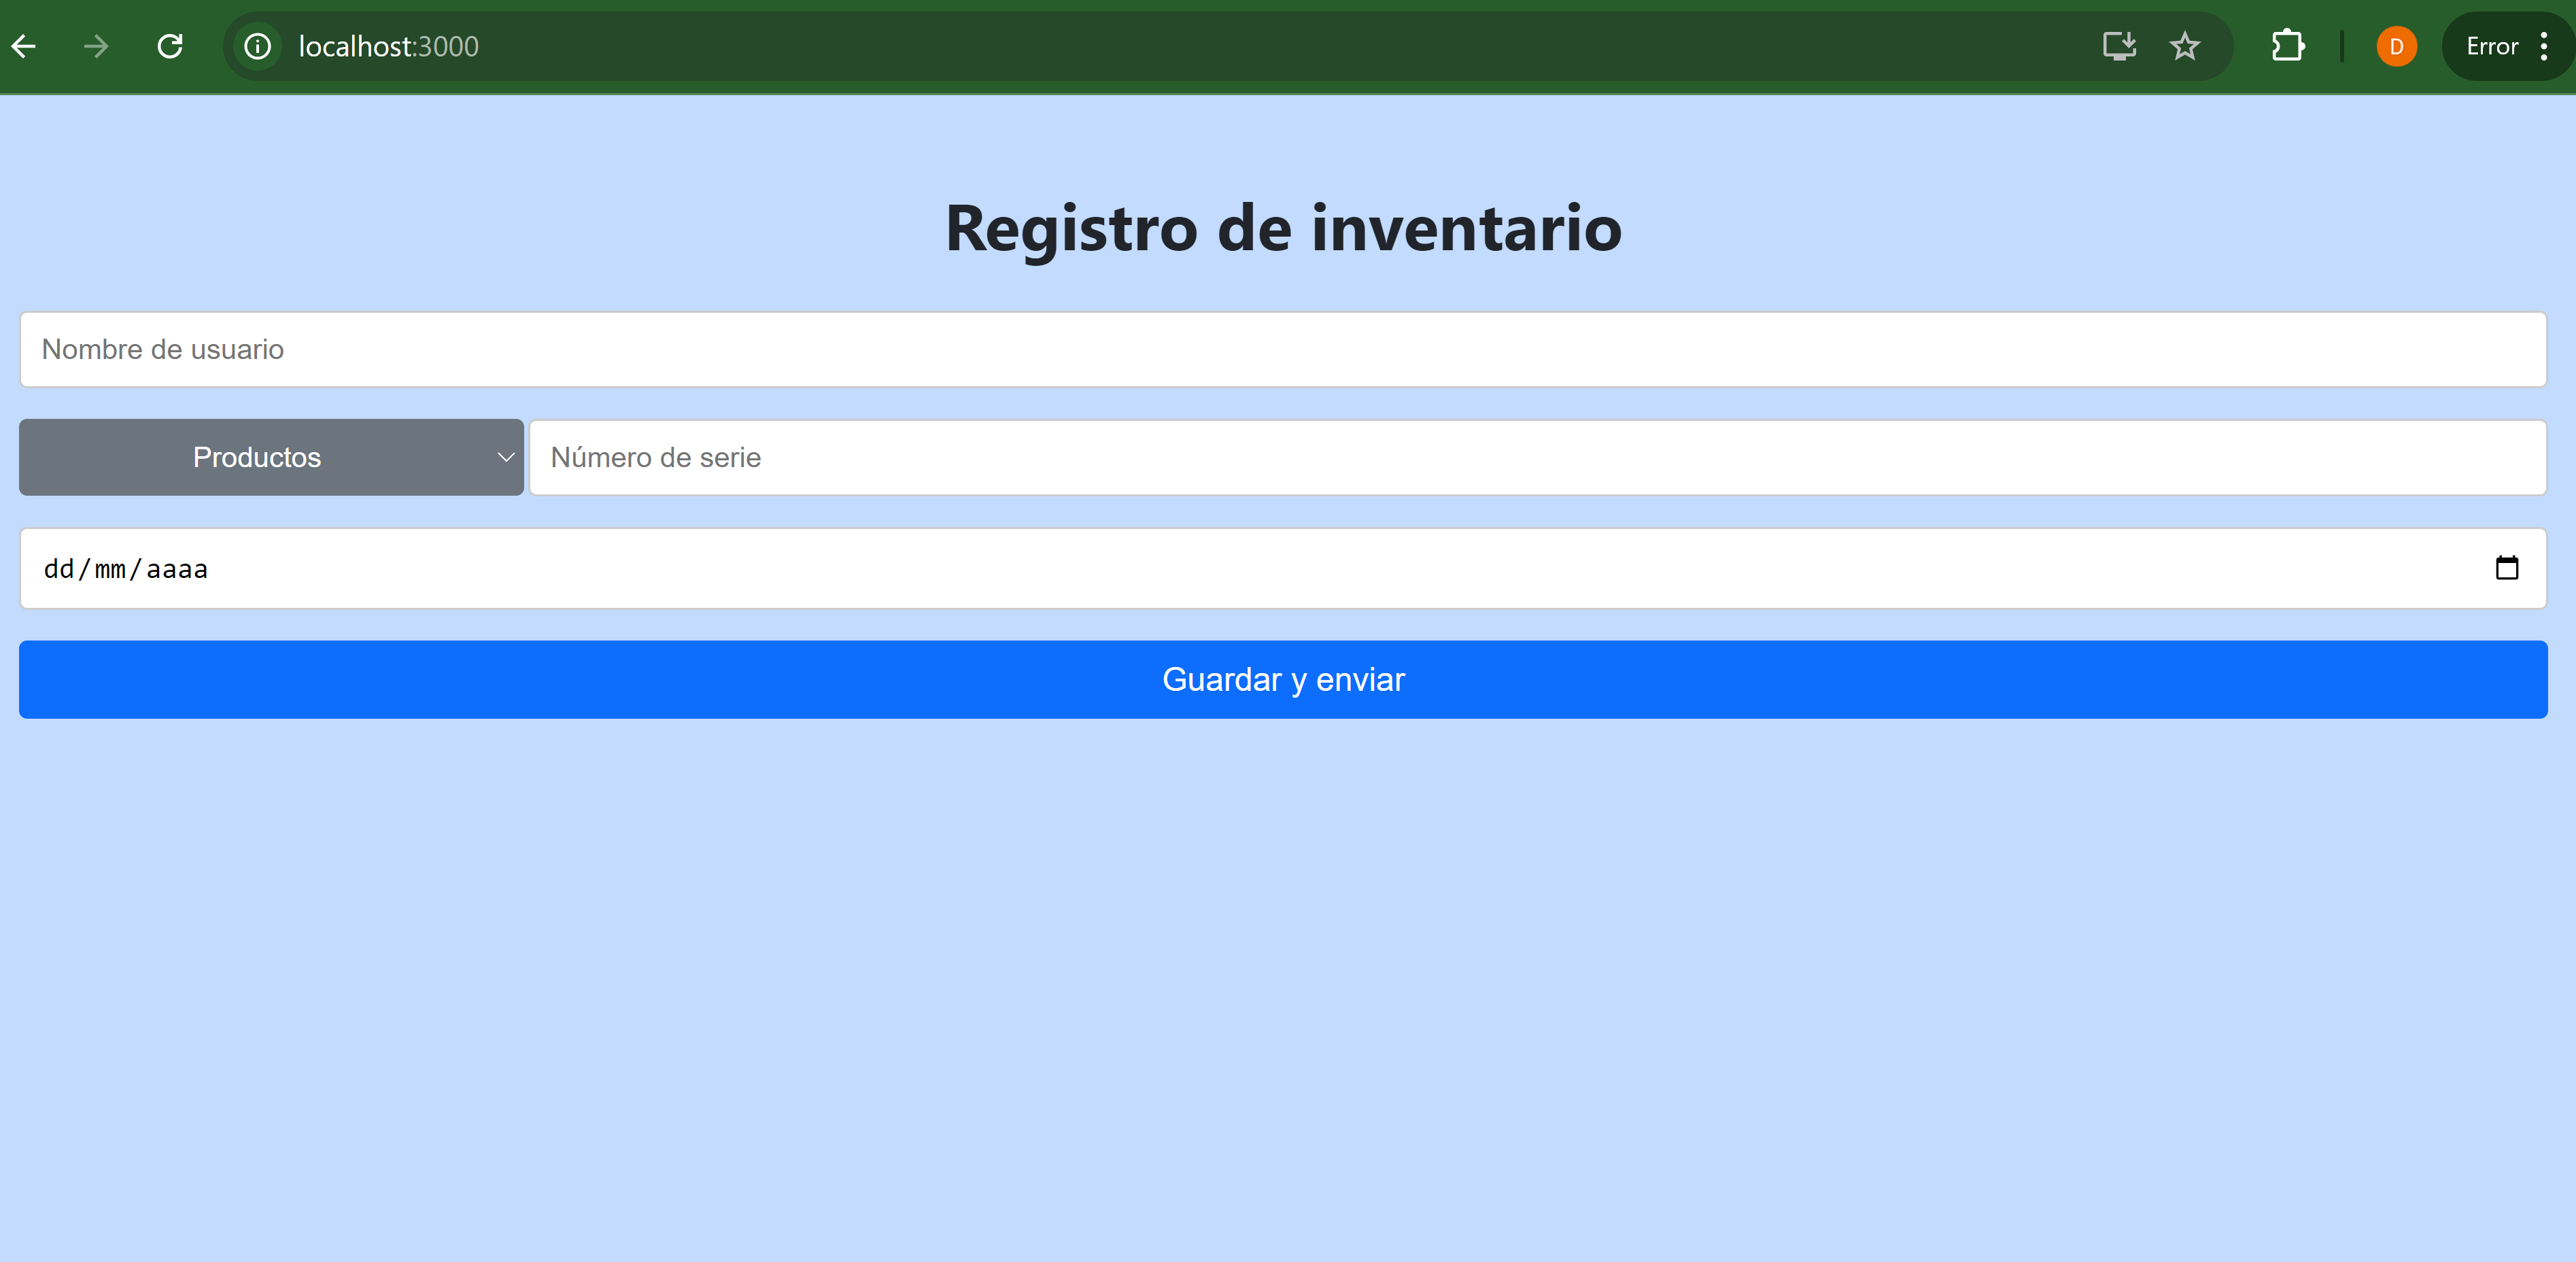 localhost:3000
D
Error
Registro de inventario
Nombre de usuario
Productos
Número de serie
dd/mm/aaaa
Guardar y enviar